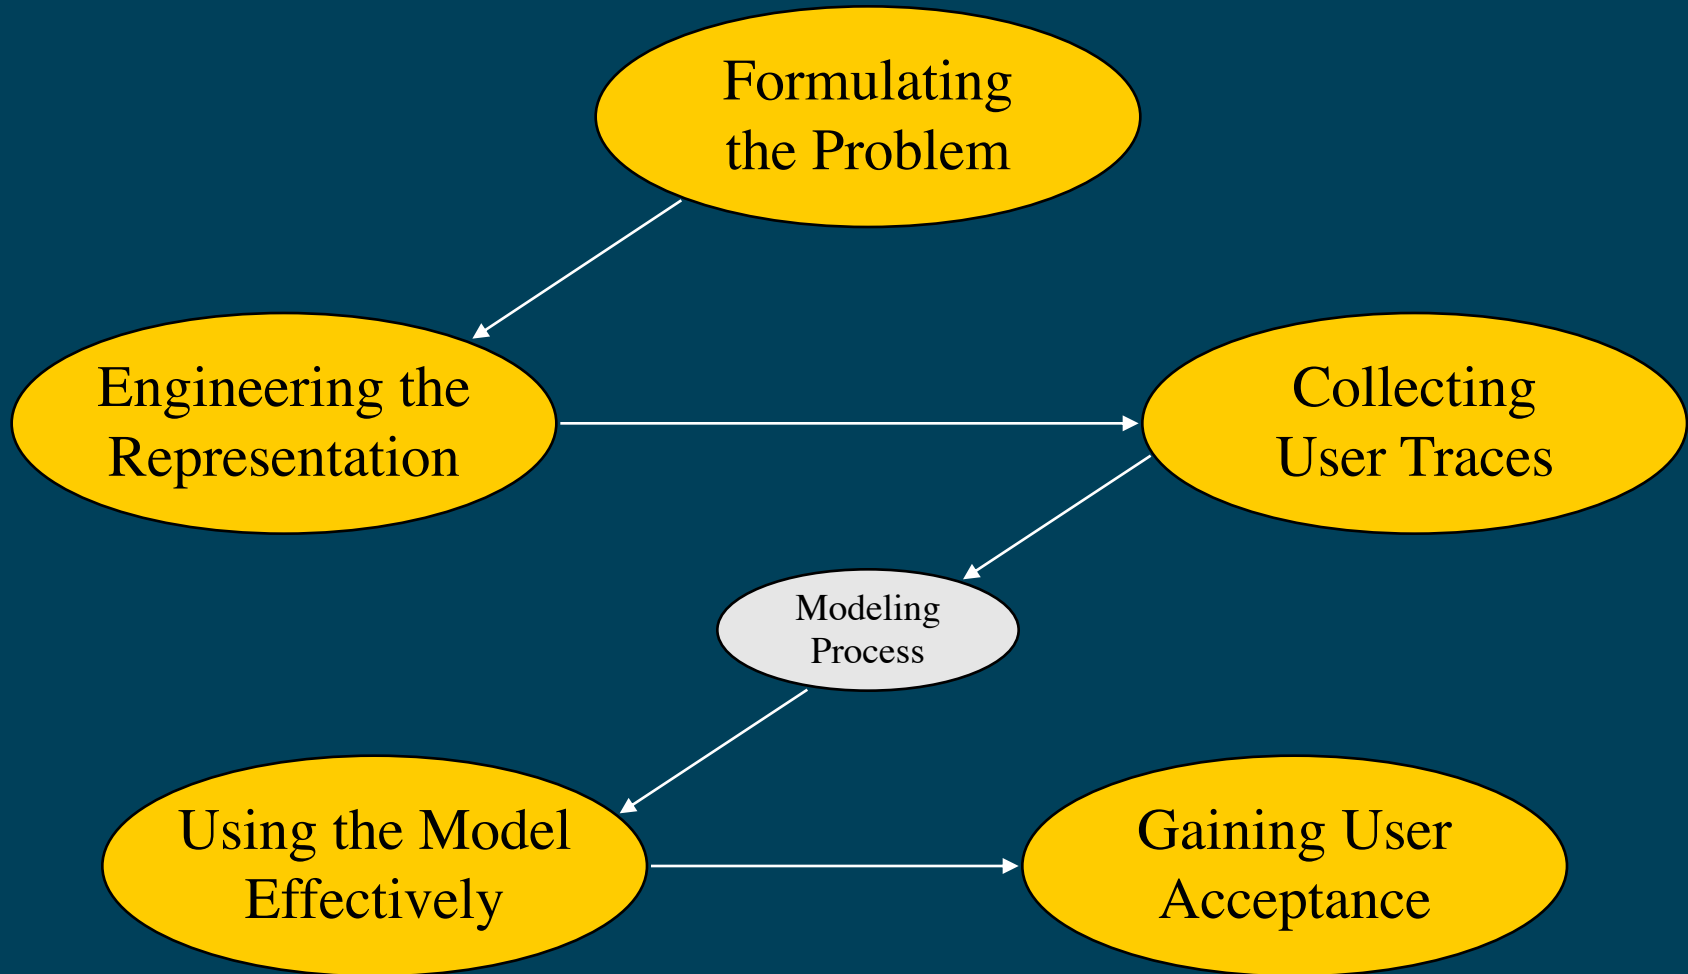 Formulating
the Problem
Engineering the
Representation
Collecting
User Traces
Modeling
Process
Using the Model
Effectively
Gaining User
Acceptance